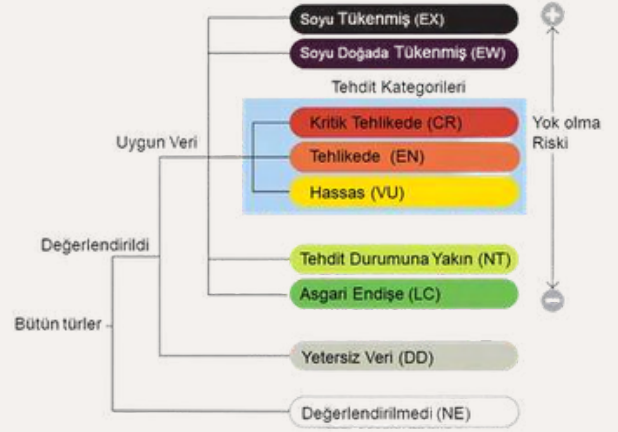 Soyu Tükenmiş (EX)
Soyu Doğada Tükenmiş (EW)
Tehdit Kategorileri
Kritik Tehlikede (CR)
Yok olma
Riski
Uygun Veri
Tehlikede (EN)
Hassas (VU)
Değerlendirildi
Tehdit Durumuna Yakın (NT)
Asgari Endişe (LC)
Bütün türler
Yetersiz Veri (DD)
Değerlendirilmedi (NE)